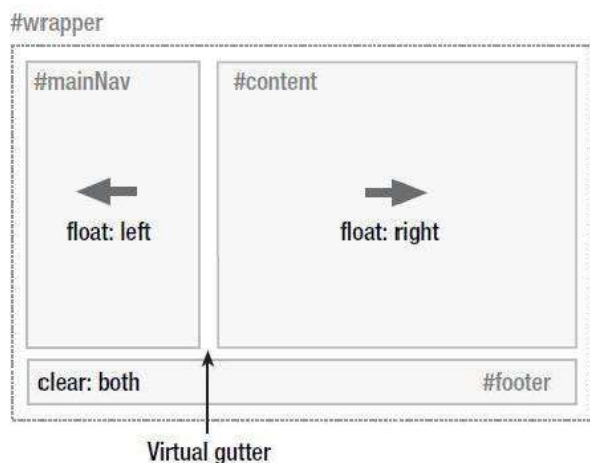 #wrapper
#mainNav
#content
float: left
float: right
clear: both
#footer
Virtual gutter